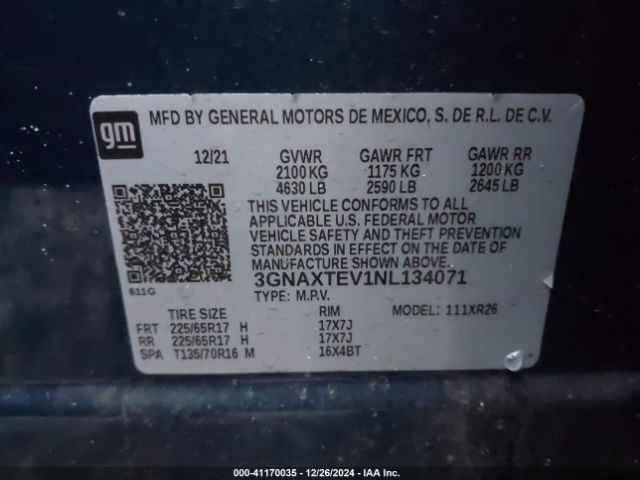 gm
MFD BY GENERAL MOTORS DE MEXICO, S. DE R.L. DE C.V.
12/21 GVWR GAWR FRT GAWR RR
2100 KG 1175 KG 1200 KG
4630 LB 2590 LB 2645 LB
THIS VEHICLE CONFORMS TO ALL
APPLICABLE U.S. FEDERAL MOTOR
VEHICLE SAFETY AND THEFT PREVENTION
STANDARDS IN EFFECT ON THE DATE OF
MANUFACTURE SHOWN ABOVE.
3GNAXTEV1NL134071
611G
TYPE: M.P.V. MODEL: 111XR26
TIRE SIZE RIM
FRT 225/65R17 H 17X7J
RR 225/65R17 H 17X7J
SPA T135/70R16 M 16X4BT
000-41170035 - 12/26/2024 - IAA Inc.